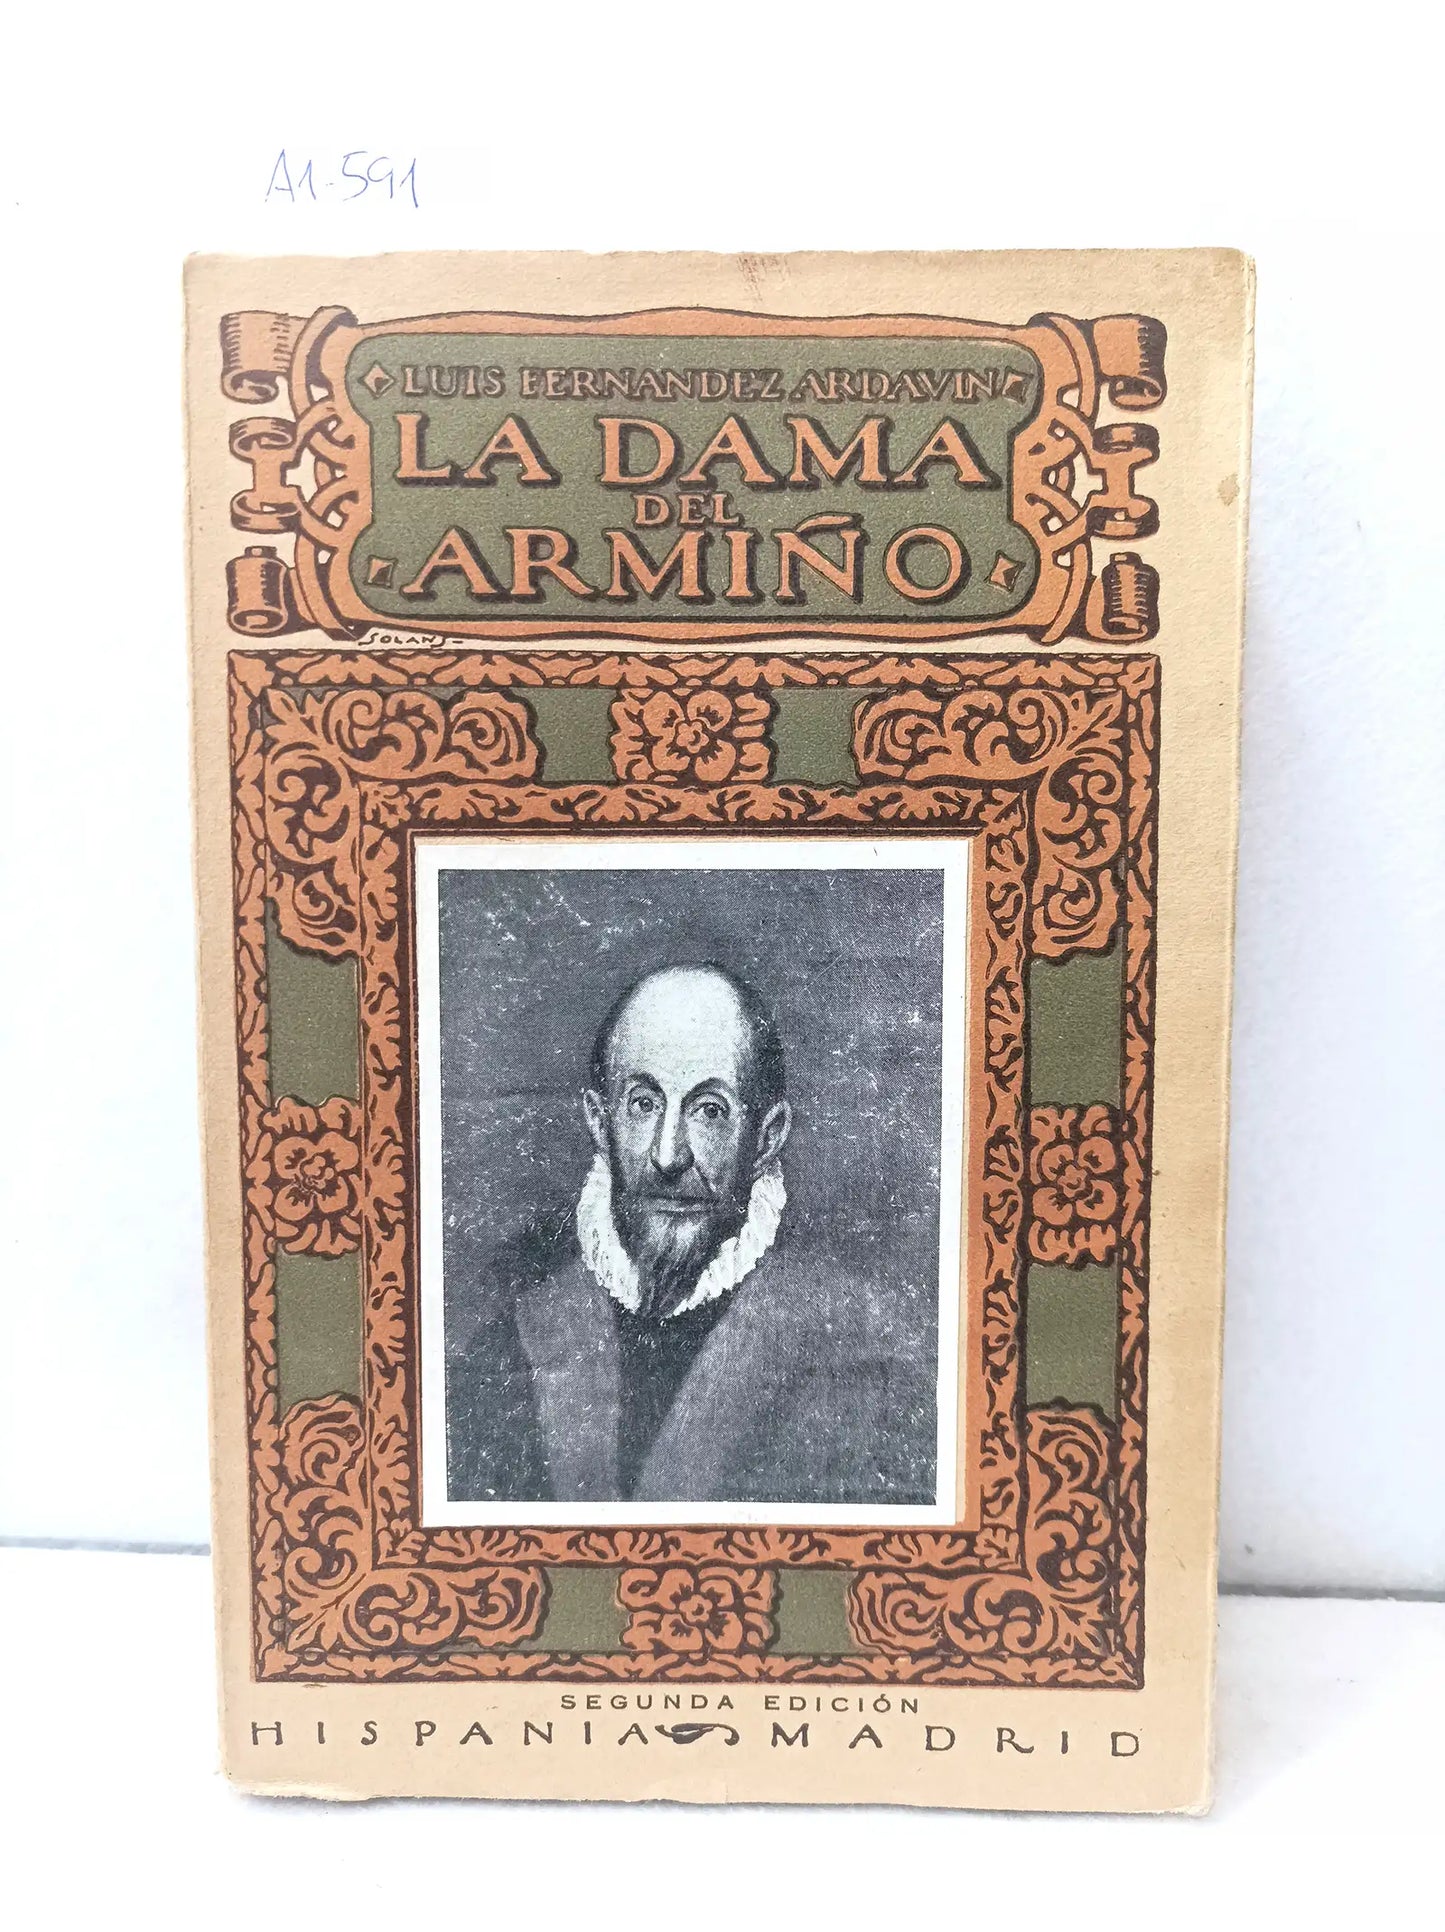 A1-591
LUIS FERNANDEZ ARDAVIN
LA DAMA
DEL
ARMIÑO
SOLANS
SEGUNDA EDICIÓN
HISPANIA MADRID